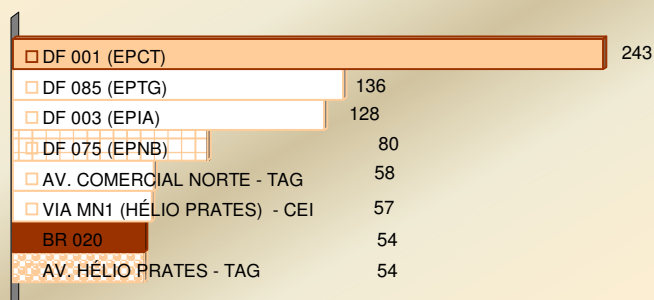 DF 001 (EPCT) 243
DF 085 (EPTG) 136
DF 003 (EPIA) 128
DF 075 (EPNB) 80
AV. COMERCIAL NORTE - TAG 58
VIA MN1 (HÉLIO PRATES) - CEI 57
BR 020 54
AV. HÉLIO PRATES - TAG 54